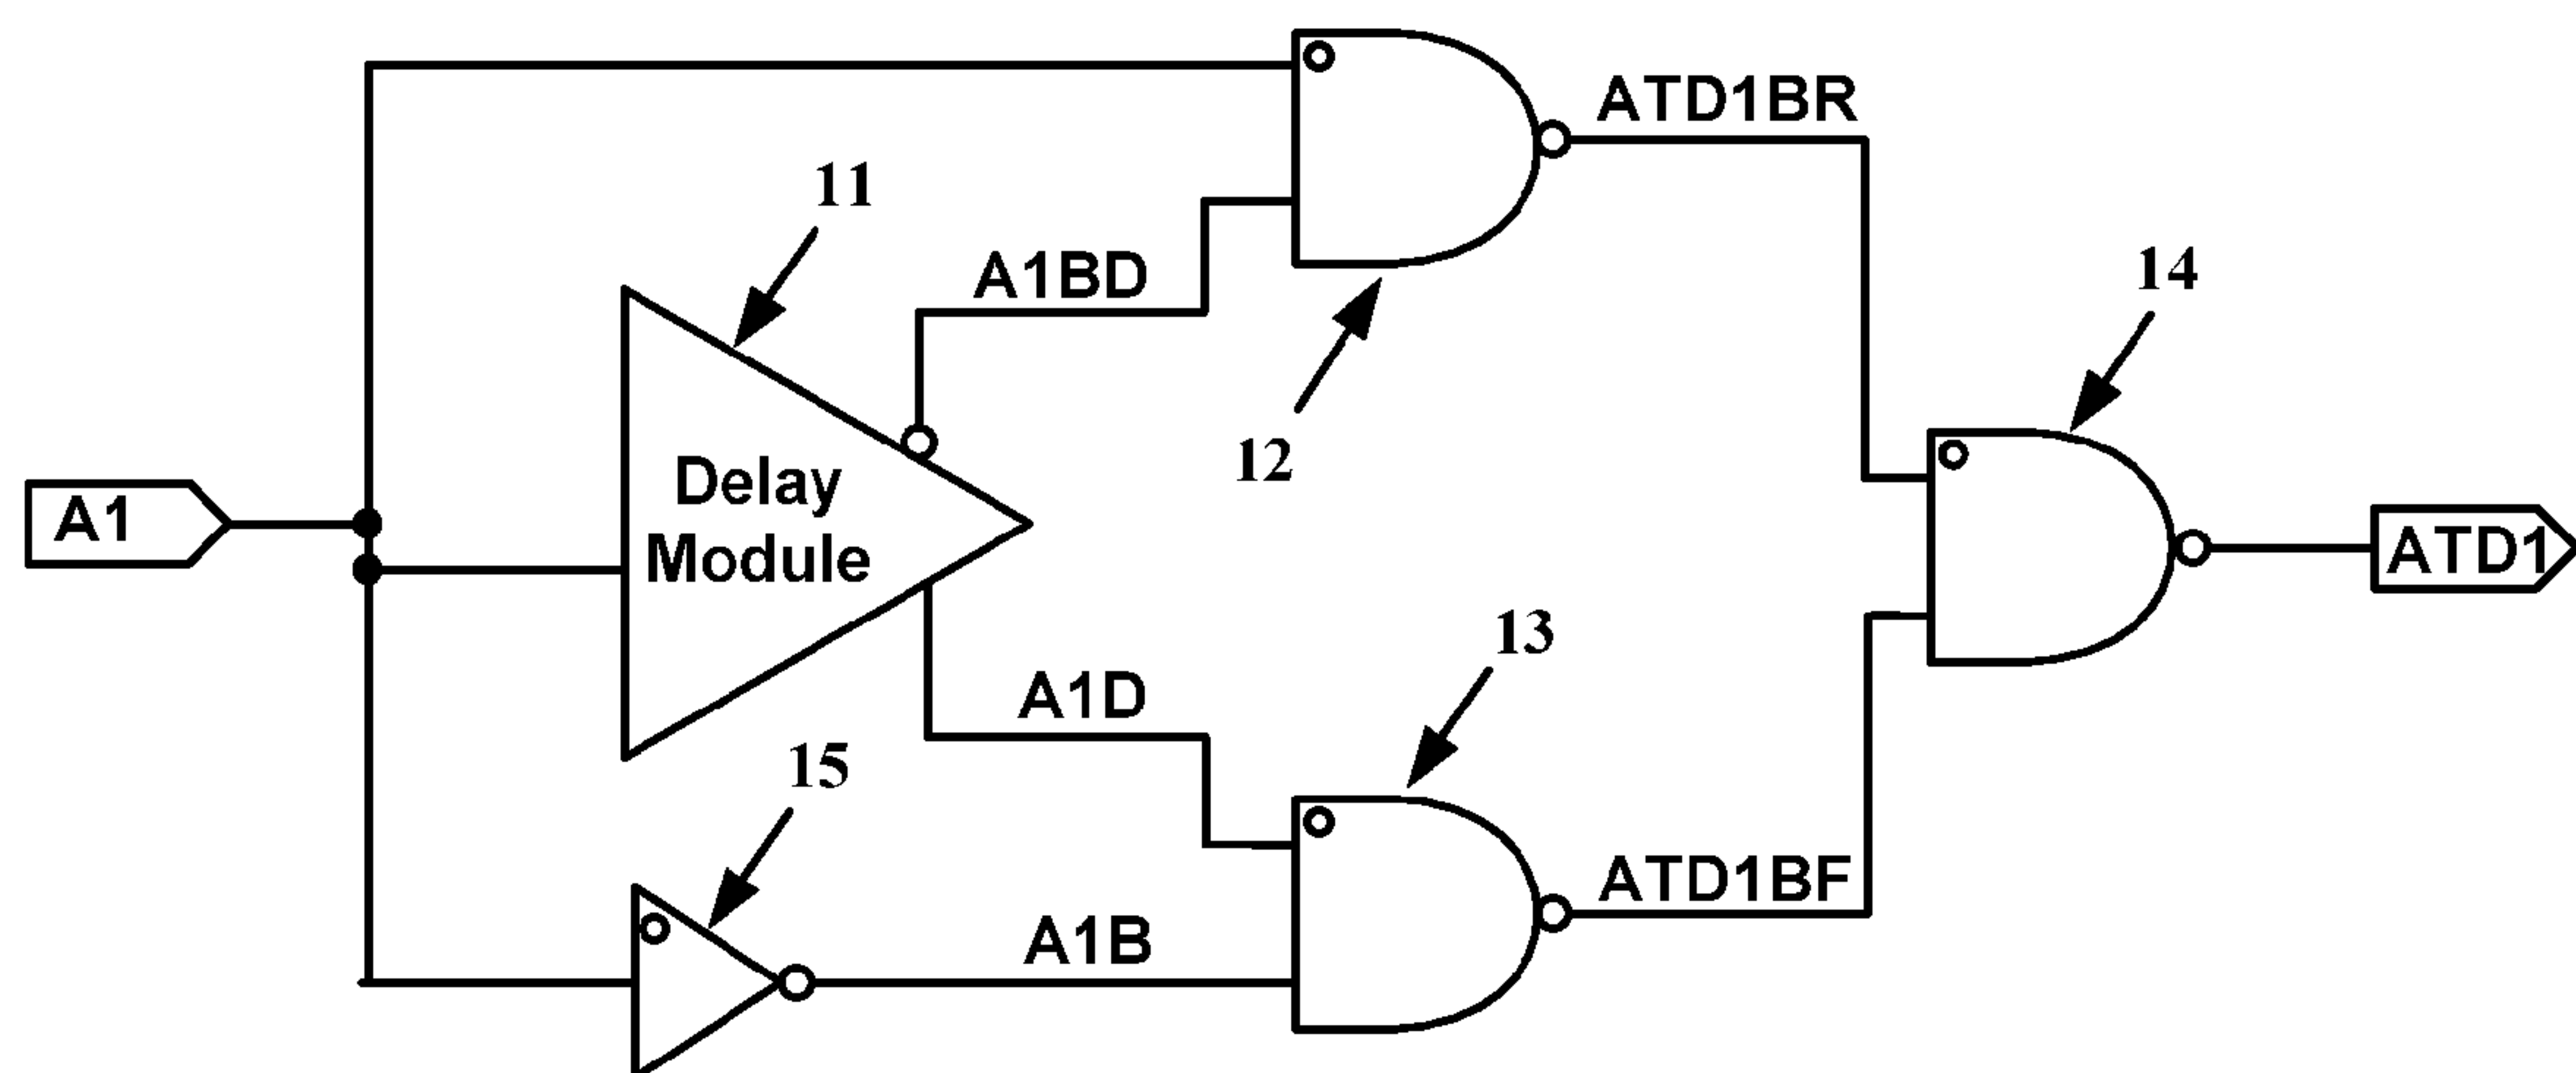 ATD1BR
11
A1BD
14
12
Delay
Module
A1
ATD1
13
A1D
15
ATD1BF
A1B